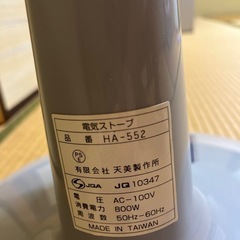 電気ストーブ
品番 HA-552
PS
E
有限会社 天美製作所
JQA JQ10347
電圧 AC-100V
消費電力 800W
周波数 50Hz-60Hz
MADE IN TAIWAN